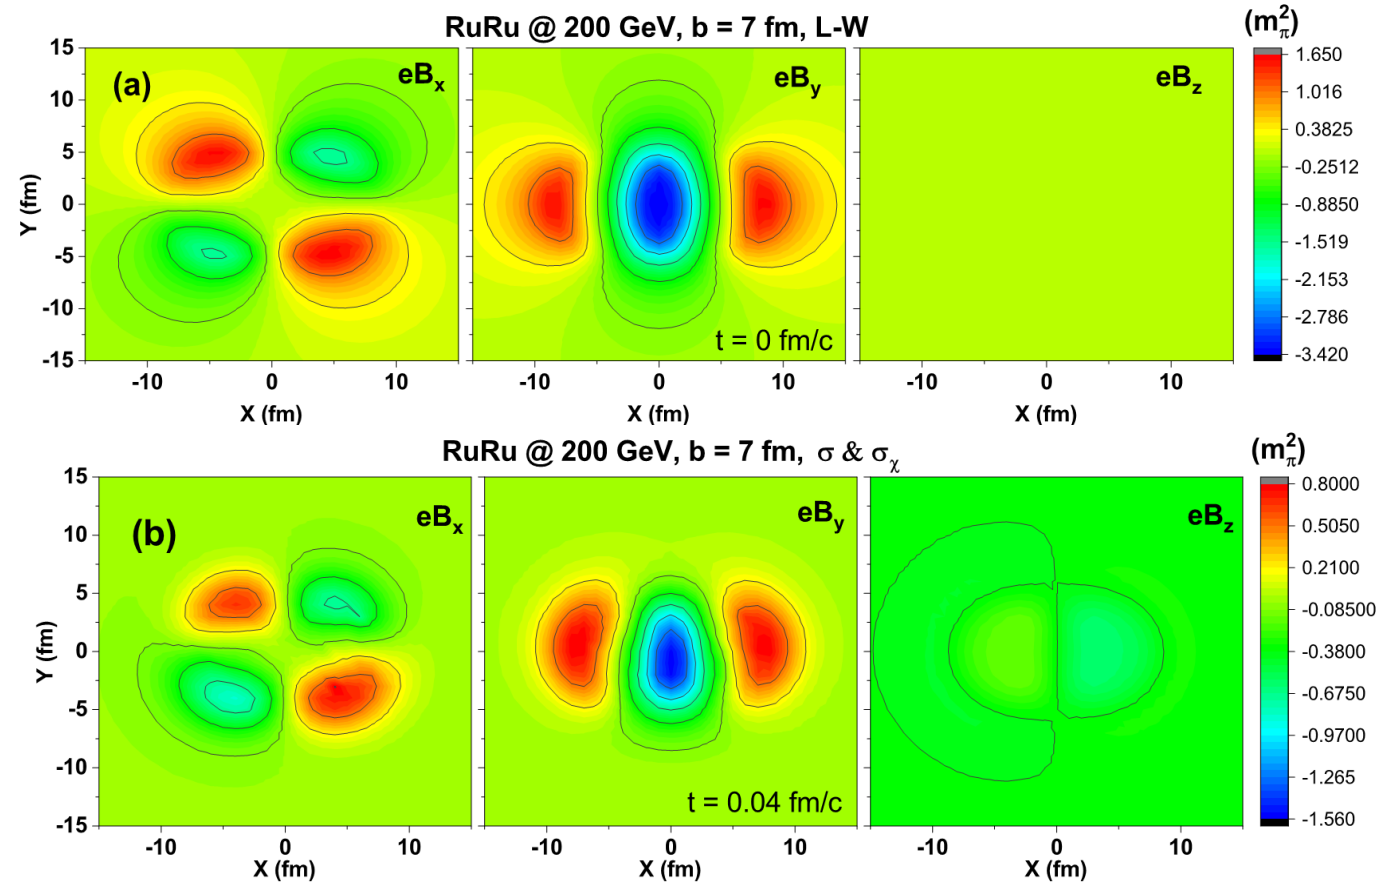 RuRu @ 200 GeV, b = 7 fm, L-W
(m²π)
(a)
eBx
eBy
eBz
t = 0 fm/c
15
10
5
0
-5
-10
-15
Y (fm)
-10 0 10
-10 0 10
-10 0 10
X (fm)
X (fm)
X (fm)
1.650
1.016
0.3825
-0.2512
-0.8850
-1.519
-2.153
-2.786
-3.420
RuRu @ 200 GeV, b = 7 fm, σ & σχ
(m²π)
(b)
eBx
eBy
eBz
t = 0.04 fm/c
15
10
5
0
-5
-10
-15
Y (fm)
-10 0 10
-10 0 10
-10 0 10
X (fm)
X (fm)
X (fm)
0.8000
0.5050
0.2100
-0.08500
-0.3800
-0.6750
-0.9700
-1.265
-1.560